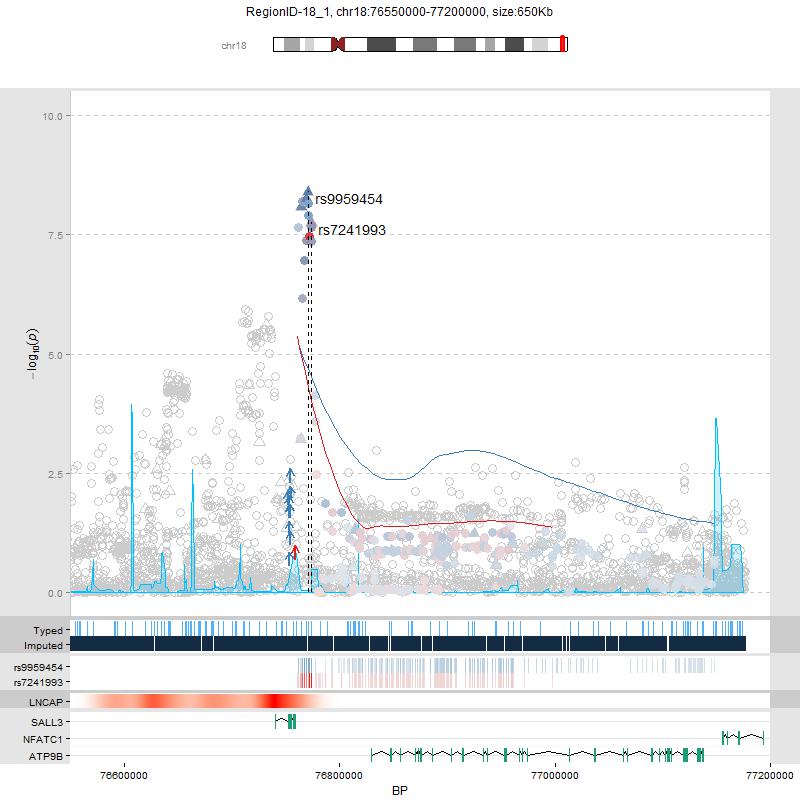 RegionID-18_1, chr18:76550000-77200000, size:650Kb
chr18
10.0
rs9959454
7.5
rs7241993
5.0
2.5
0.0
−log10(p)
Typed
Imputed
rs9959454
rs7241993
LNCAP
SALL3
NFATC1
ATP9B
76600000 76800000 77000000 77200000
BP